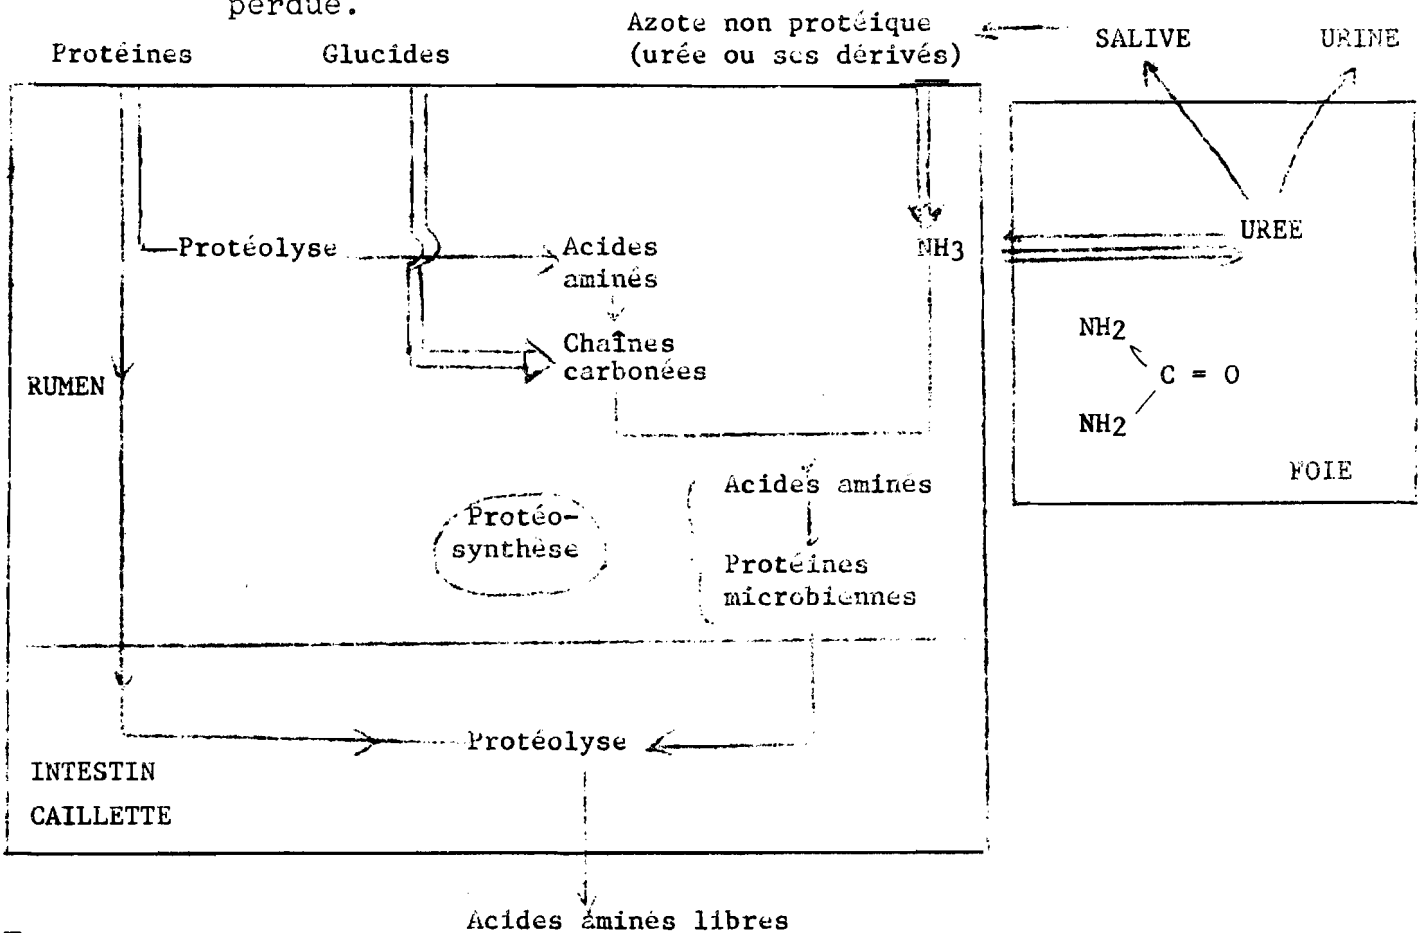 perdue.
Protéines
Glucides
Azote non protéique
(urée ou ses dérivés)
SALIVE
URINE
Protéolyse
Acides
aminés
NH3
UREE
Chaînes
carbonées
RUMEN
NH2
C = O
NH2
FOIE
Protéo-
synthèse
Acides aminés
Protéines
microbiennes
Protéolyse
INTESTIN
CAILLETTE
Acides aminés libres